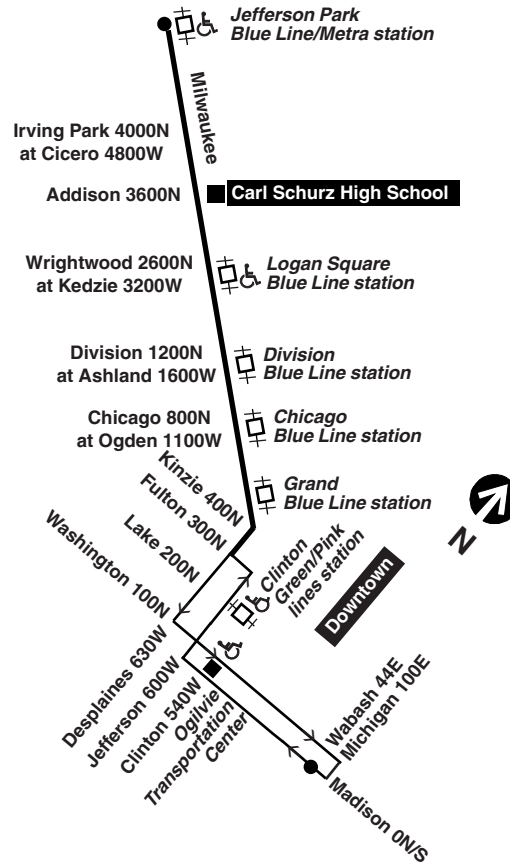 Jefferson Park
Blue Line/Metra station
Milwaukee
Irving Park 4000N
at Cicero 4800W
Addison 3600N
Carl Schurz High School
Wrightwood 2600N
at Kedzie 3200W
Logan Square
Blue Line station
Division 1200N
at Ashland 1600W
Division
Blue Line station
Chicago 800N
at Ogden 1100W
Chicago
Blue Line station
Grand
Blue Line station
Kinzie 400N
Fulton 300N
Lake 200N
Washington 100N
Clinton
Green/Pink
lines station
Downtown
N
Desplaines 630W
Jefferson 600W
Clinton 540W
Ogilvie
Transportation
Center
Wabash 44E
Michigan 100E
Madison 0N/S